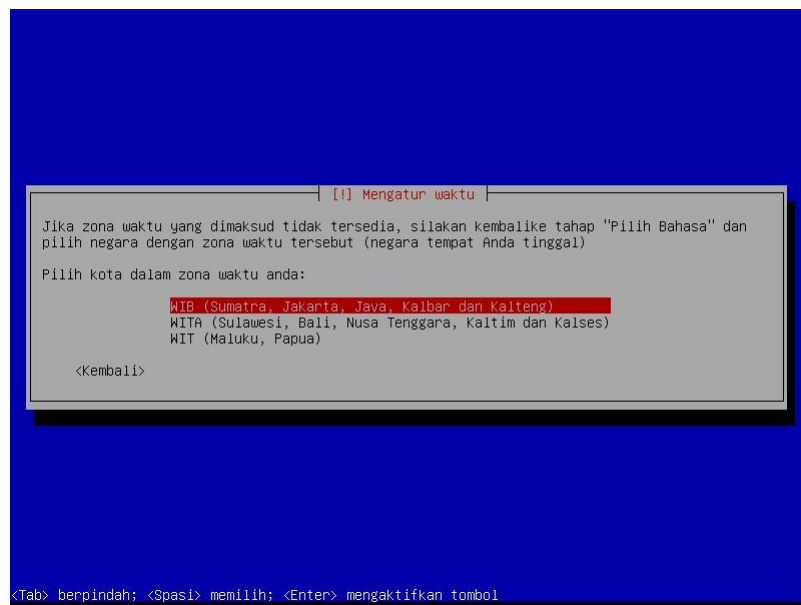 [!] Mengatur waktu
Jika zona waktu yang dimaksud tidak tersedia, silakan kembalike tahap "Pilih Bahasa" dan
pilih negara dengan zona waktu tersebut (negara tempat Anda tinggal)
Pilih kota dalam zona waktu anda:
WIB (Sumatra, Jakarta, Java, Kalbar dan Kalteng)
WITA (Sulawesi, Bali, Nusa Tenggara, Kaltim dan Kalses)
WIT (Maluku, Papua)
<Kembali>
<Tab> berpindah; <Spasi> memilih; <Enter> mengaktifkan tombol